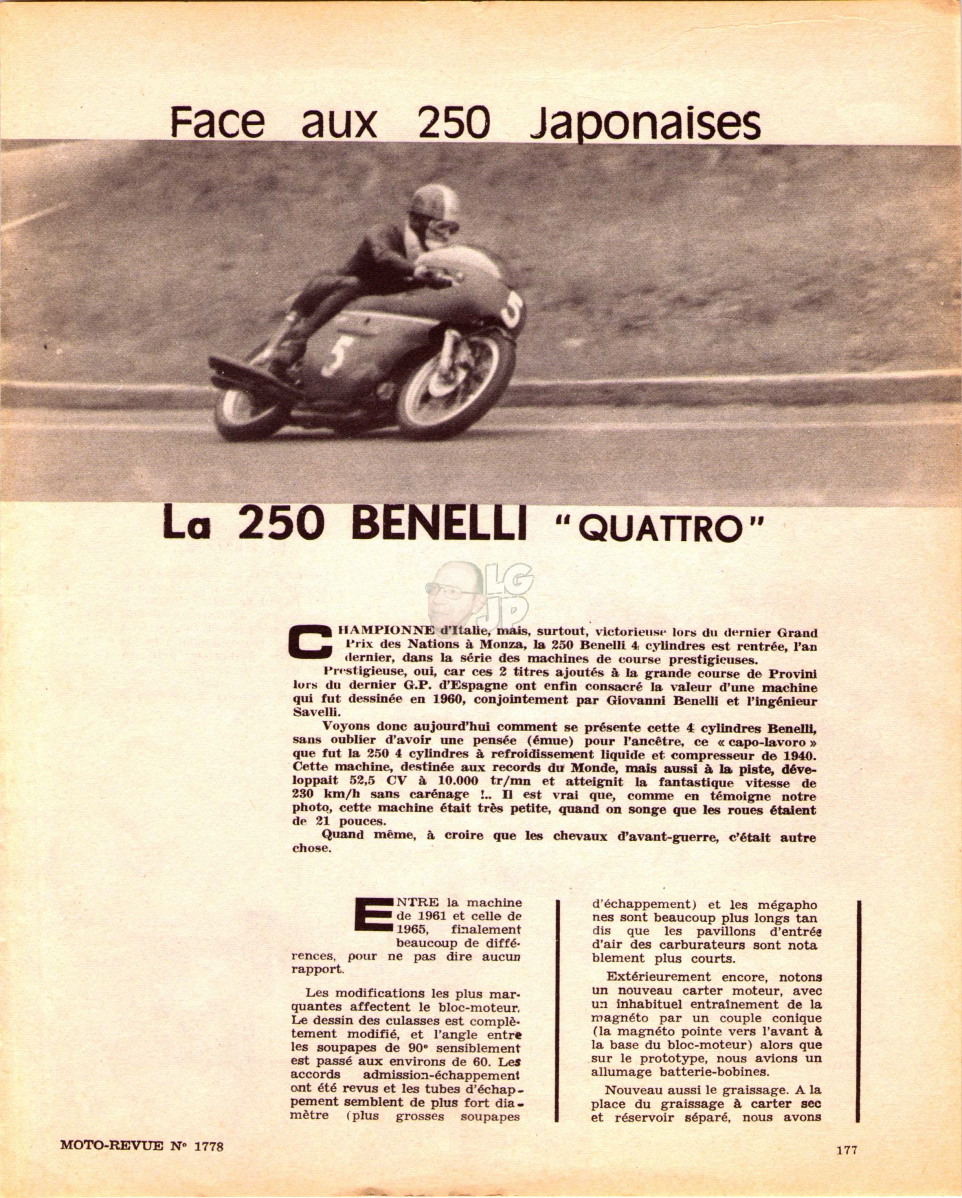 Face aux 250 Japonaises
5
5
La 250 BENELLI "QUATTRO"
LG
JP
CHAMPIONNE d'Italie, mais, surtout, victorieuse lors du dernier Grand
Prix des Nations à Monza, la 250 Benelli 4 cylindres est rentrée, l'an
dernier, dans la série des machines de course prestigieuses.
Prestigieuse, oui, car ces 2 titres ajoutés à la grande course de Provini
lors du dernier G.P. d'Espagne ont enfin consacré la valeur d'une machine
qui fut dessinée en 1960, conjointement par Giovanni Benelli et l'ingénieur
Savelli.
Voyons donc aujourd'hui comment se présente cette 4 cylindres Benelli,
sans oublier d'avoir une pensée (émue) pour l'ancêtre, ce « capo-lavoro »
que fut la 250 4 cylindres à refroidissement liquide et compresseur de 1940.
Cette machine, destinée aux records du Monde, mais aussi à la piste, déve-
loppait 52,5 CV à 10.000 tr/mn et atteignit la fantastique vitesse de
230 km/h sans carénage !.. Il est vrai que, comme en témoigne notre
photo, cette machine était très petite, quand on songe que les roues étaient
de 21 pouces.
Quand même, à croire que les chevaux d'avant-guerre, c'était autre
chose.
ENTRE la machine
de 1961 et celle de
1965, finalement
beaucoup de diffé-
rences, pour ne pas dire aucun
rapport.
Les modifications les plus mar-
quantes affectent le bloc-moteur.
Le dessin des culasses est complè-
tement modifié, et l'angle entre
les soupapes de 90° sensiblement
est passé aux environs de 60. Les
accords admission-échappement
ont été revus et les tubes d'échap-
pement semblent de plus fort dia-
mètre (plus grosses soupapes
d'échappement) et les mégapho
nes sont beaucoup plus longs tan
dis que les pavillons d'entrée
d'air des carburateurs sont nota
blement plus courts.
Extérieurement encore, notons
un nouveau carter moteur, avec
un inhabituel entraînement de la
magnéto par un couple conique
(la magnéto pointe vers l'avant à
la base du bloc-moteur) alors que
sur le prototype, nous avions un
allumage batterie-bobines.
Nouveau aussi le graissage. A la
place du graissage à carter sec
et réservoir séparé, nous avons
MOTO-REVUE N° 1778
177